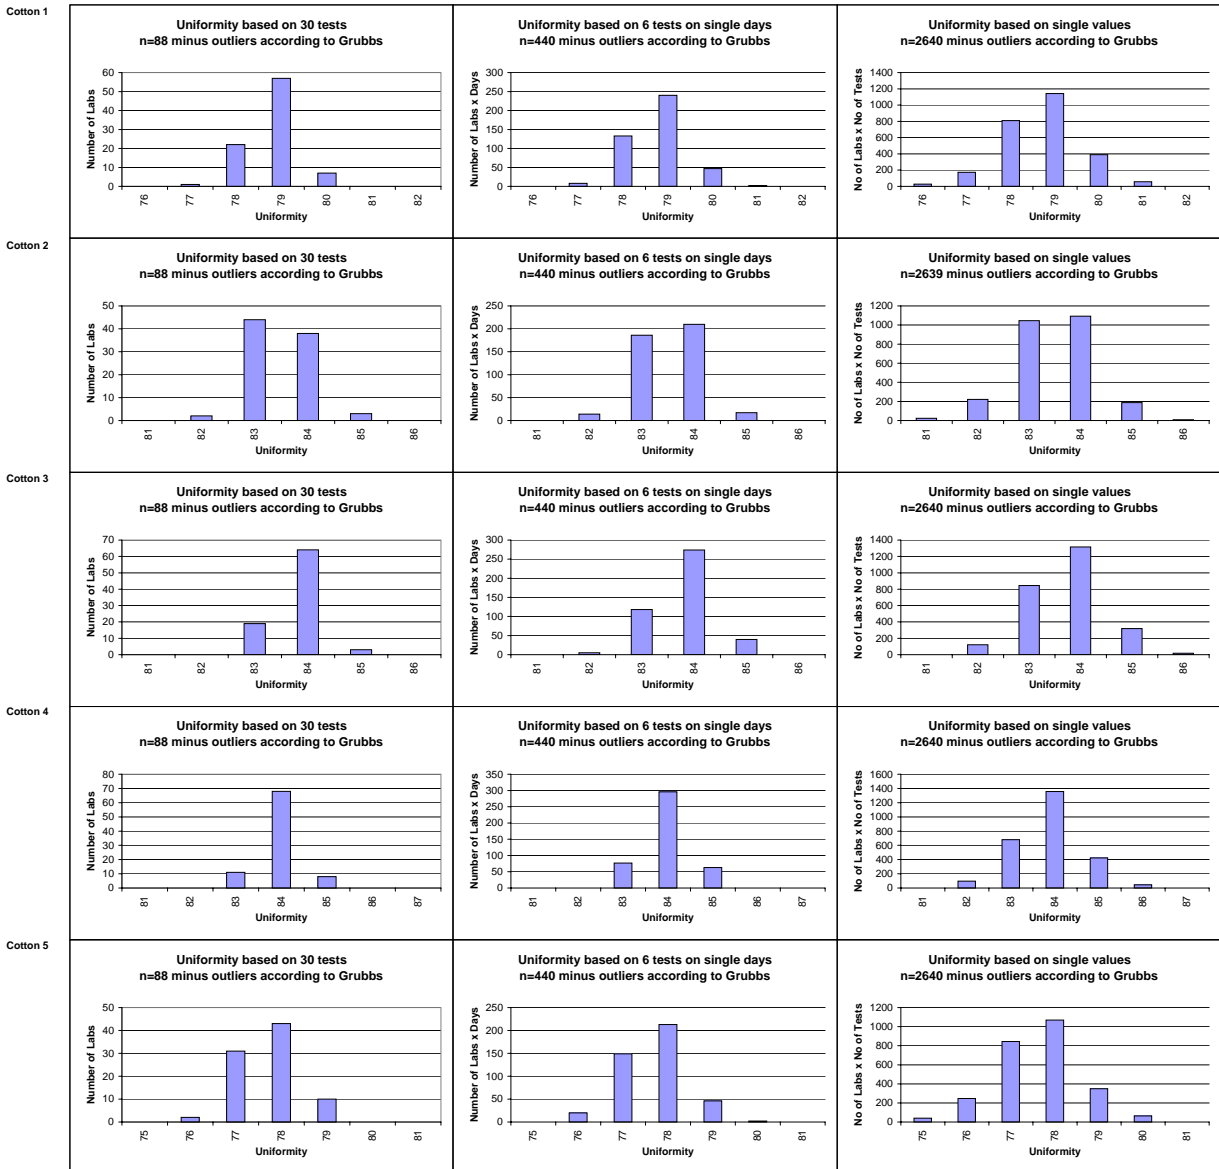 Cotton 1
Uniformity based on 30 tests
n=88 minus outliers according to Grubbs
Number of Labs
60
50
40
30
20
10
0
76 77 78 79 80 81 82
Uniformity
Uniformity based on 6 tests on single days
n=440 minus outliers according to Grubbs
Number of Labs x Days
300
250
200
150
100
50
0
76 77 78 79 80 81 82
Uniformity
Uniformity based on single values
n=2640 minus outliers according to Grubbs
No of Labs x No of Tests
1400
1200
1000
800
600
400
200
0
76 77 78 79 80 81 82
Uniformity
Cotton 2
Uniformity based on 30 tests
n=88 minus outliers according to Grubbs
Number of Labs
50
40
30
20
10
0
81 82 83 84 85 86
Uniformity
Uniformity based on 6 tests on single days
n=440 minus outliers according to Grubbs
Number of Labs x Days
250
200
150
100
50
0
81 82 83 84 85 86
Uniformity
Uniformity based on single values
n=2639 minus outliers according to Grubbs
No of Labs x No of Tests
1200
1000
800
600
400
200
0
81 82 83 84 85 86
Uniformity
Cotton 3
Uniformity based on 30 tests
n=88 minus outliers according to Grubbs
Number of Labs
70
60
50
40
30
20
10
0
81 82 83 84 85 86
Uniformity
Uniformity based on 6 tests on single days
n=440 minus outliers according to Grubbs
Number of Labs x Days
300
250
200
150
100
50
0
81 82 83 84 85 86
Uniformity
Uniformity based on single values
n=2640 minus outliers according to Grubbs
No of Labs x No of Tests
1400
1200
1000
800
600
400
200
0
81 82 83 84 85 86
Uniformity
Cotton 4
Uniformity based on 30 tests
n=88 minus outliers according to Grubbs
Number of Labs
80
70
60
50
40
30
20
10
0
81 82 83 84 85 86 87
Uniformity
Uniformity based on 6 tests on single days
n=440 minus outliers according to Grubbs
Number of Labs x Days
350
300
250
200
150
100
50
0
81 82 83 84 85 86 87
Uniformity
Uniformity based on single values
n=2640 minus outliers according to Grubbs
No of Labs x No of Tests
1600
1400
1200
1000
800
600
400
200
0
81 82 83 84 85 86 87
Uniformity
Cotton 5
Uniformity based on 30 tests
n=88 minus outliers according to Grubbs
Number of Labs
50
40
30
20
10
0
75 76 77 78 79 80 81
Uniformity
Uniformity based on 6 tests on single days
n=440 minus outliers according to Grubbs
Number of Labs x Days
250
200
150
100
50
0
75 76 77 78 79 80 81
Uniformity
Uniformity based on single values
n=2640 minus outliers according to Grubbs
No of Labs x No of Tests
1200
1000
800
600
400
200
0
75 76 77 78 79 80 81
Uniformity